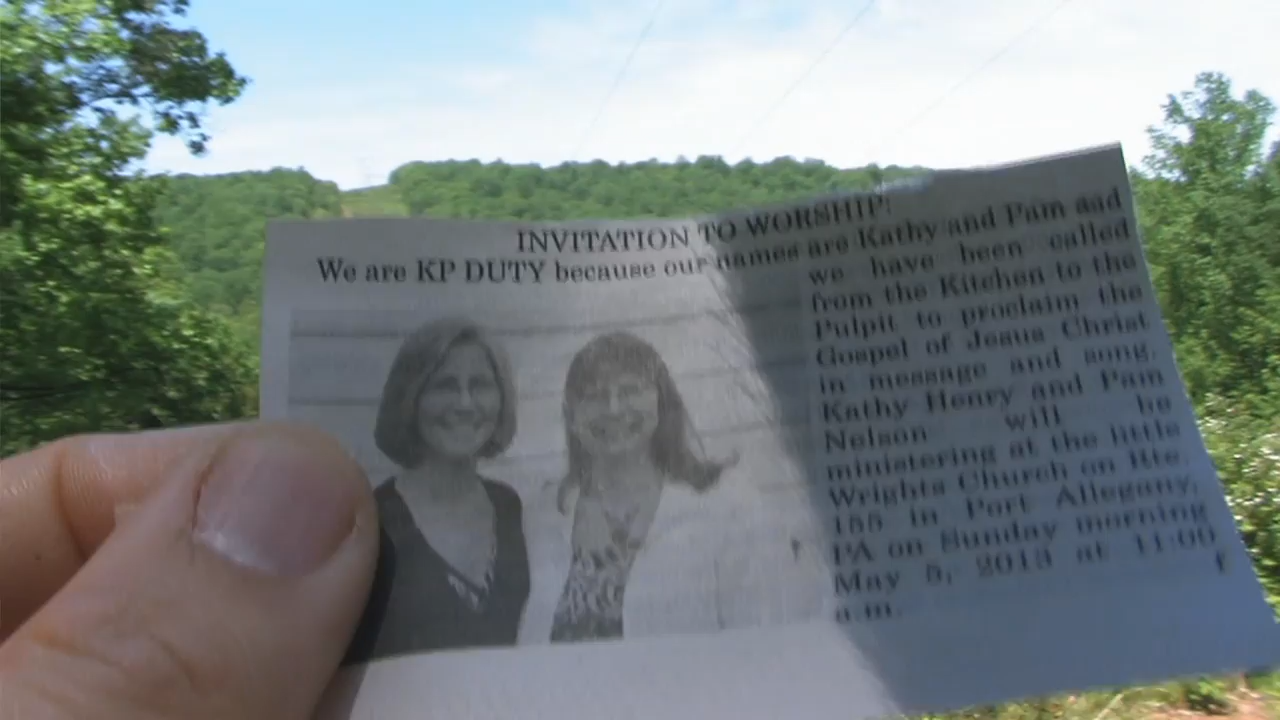 INVITATION TO WORSHIP:
We are KP DUTY because our names are Kathy and Pam and
we have been called
from the Kitchen to the
Pulpit to proclaim the
Gospel of Jesus Christ
in message and song.
Kathy Henry and Pam
Nelson will be
ministering at the little
Wrights Church on Rte.
155 in Port Allegany,
PA on Sunday morning
May 5, 2013 at 11:00
a.m.